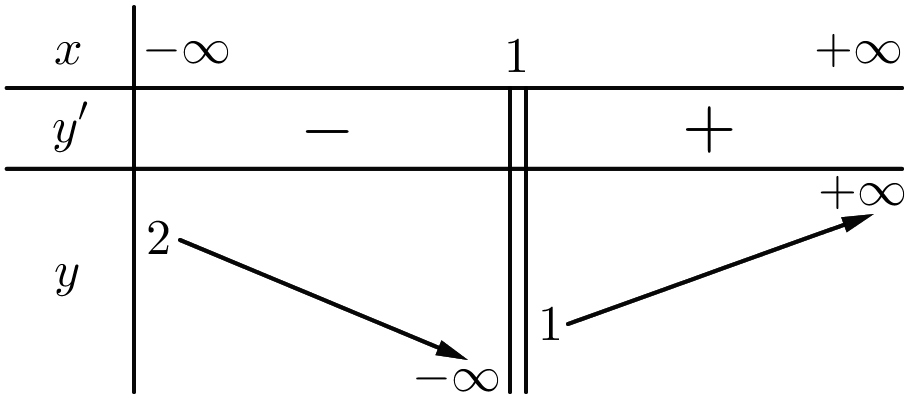 x −∞ 1 +∞
y′ − +
+∞
2
y
1
−∞